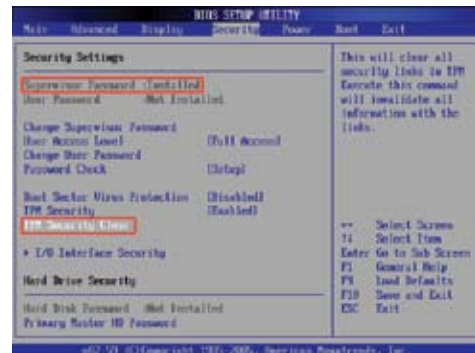 BIOS SETUP UTILITY
Main Advanced Display Security Power Boot Exit
Security Settings
Supervisor Password :Installed
User Password :Not Installed
Change Supervisor Password
User Access Level [Full Access]
Change User Password
Password Check [Setup]
Boot Sector Virus Protection [Disabled]
TPM Security [Enabled]
TPM Security Clear
I/O Interface Security
Hard Drive Security
Hard Disk Password :Not Installed
Primary Master HD Password
This will clear all
security links in TPM
Execute this command
will invalidate all
information with the
links.
Select Screen
Select Item
Enter Go to Sub Screen
F1 General Help
F9 Load Defaults
F10 Save and Exit
ESC Exit
v02.59 (C)Copyright 1985-2005, American Megatrends, Inc.